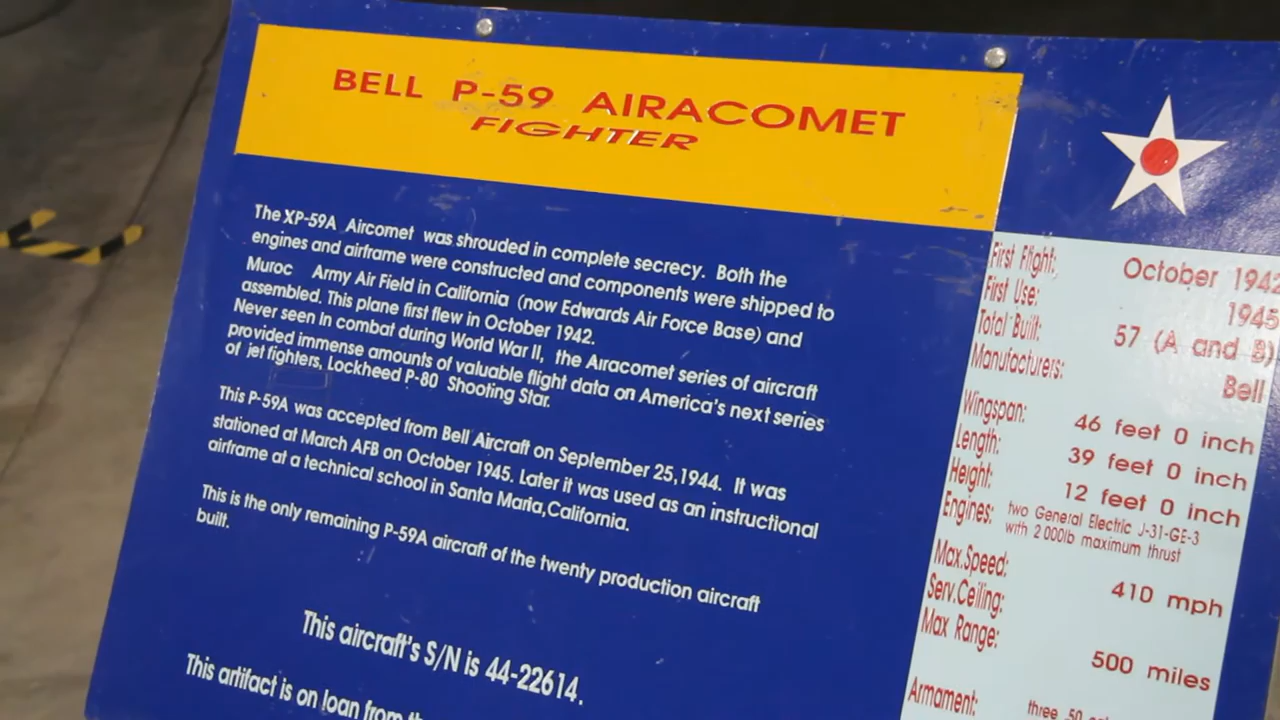 BELL P-59 AIRACOMET
FIGHTER
The XP-59A Aircomet was shrouded in complete secrecy. Both the
engines and airframe were constructed and components were shipped to
Muroc Army Air Field in California (now Edwards Air Force Base) and
assembled. This plane first flew in October 1942.
Never seen in combat during World War II, the Airacomet series of aircraft
provided immense amounts of valuable flight data on America's next series
of jet fighters, Lockheed P-80 Shooting Star.
This P-59A was accepted from Bell Aircraft on September 25,1944. It was
stationed at March AFB on October 1945. Later it was used as an instructional
airframe at a technical school in Santa Maria,California.
This is the only remaining P-59A aircraft of the twenty production aircraft
built.
This aircraft's S/N is 44-22614.
This artifact is on loan from
First Flight: October 1942
First Use: 1945
Total Built: 57 (A and B)
Manufacturers: Bell
Wingspan: 46 feet 0 inch
Length: 39 feet 0 inch
Height: 12 feet 0 inch
Engines: two General Electric J-31-GE-3
with 2 000lb maximum thrust
Max.Speed: 410 mph
Serv.Ceiling:
Max Range: 500 miles
Armament: three .50